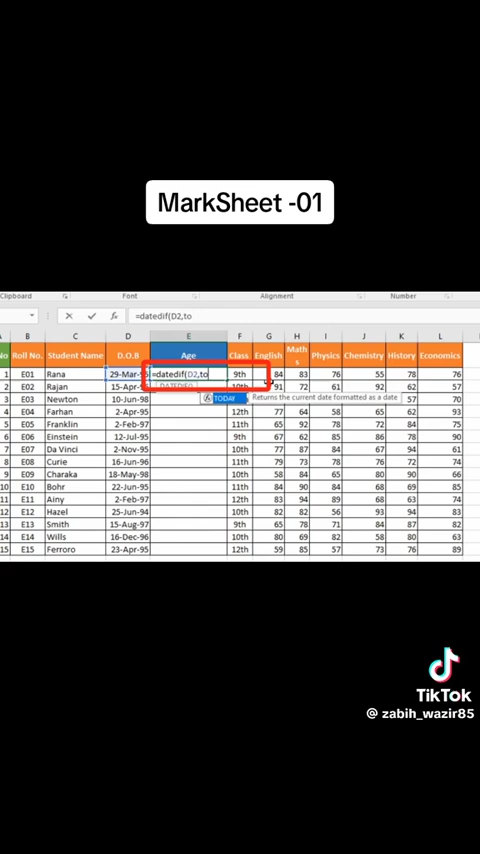 MarkSheet -01
Clipboard Font Alignment Number
=datedif(D2,to
A B C D E F G H I J K L
No Roll No. Student Name D.O.B Age Class English Maths Physics Chemistry History Economics
1 E01 Rana 29-Mar-95 =datedif(D2,to 9th 84 83 76 55 78 76
2 E02 Rajan 15-Apr-95 DATEDIF() 10th 91 72 61 92 62 57
3 E03 Newton 10-Jun-98 TODAY Returns the current date formatted as a date 57 70
4 E04 Farhan 2-Apr-95 12th 77 64 58 65 62 93
5 E05 Franklin 2-Feb-97 11th 65 92 78 72 84 75
6 E06 Einstein 12-Jul-95 9th 67 62 85 86 78 90
7 E07 Da Vinci 2-Nov-95 10th 77 87 84 67 94 61
8 E08 Curie 16-Jun-96 11th 79 73 78 76 72 74
9 E09 Charaka 18-May-98 10th 58 84 65 80 90 66
10 E10 Bohr 22-Jun-95 11th 84 90 84 68 69 85
11 E11 Ainy 2-Feb-97 12th 83 94 89 68 63 74
12 E12 Hazel 25-Jun-94 10th 82 82 56 93 94 83
13 E13 Smith 15-Aug-97 9th 65 78 71 84 87 82
14 E14 Wills 16-Dec-96 10th 80 69 82 58 80 63
15 E15 Ferroro 23-Apr-95 12th 59 85 57 73 76 89
TikTok
@ zabih_wazir85